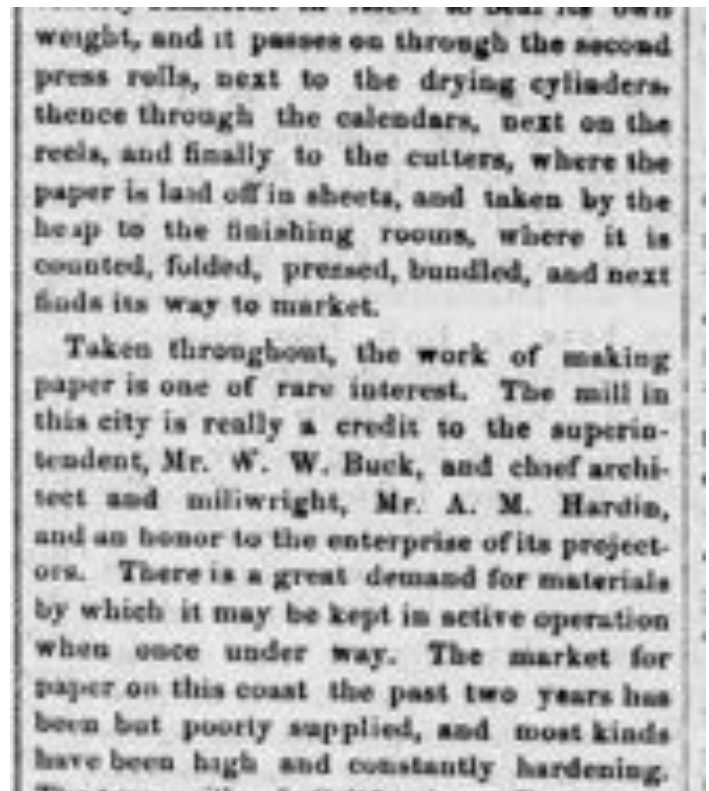 to bear its own
weight, and it passes on through the second
press rolls, next to the drying cylinders,
thence through the calendars, next on the
reels, and finally to the cutters, where the
paper is laid off in sheets, and taken by the
heap to the finishing rooms, where it is
counted, folded, pressed, bundled, and next
finds its way to market.
Taken throughout, the work of making
paper is one of rare interest. The mill in
this city is really a credit to the superin-
tendent, Mr. W. W. Buck, and chief archi-
tect and millwright, Mr. A. M. Hardin,
and an honor to the enterprise of its project-
ors. There is a great demand for materials
by which it may be kept in active operation
when once under way. The market for
paper on this coast the past two years has
been but poorly supplied, and most kinds
have been high and constantly hardening.